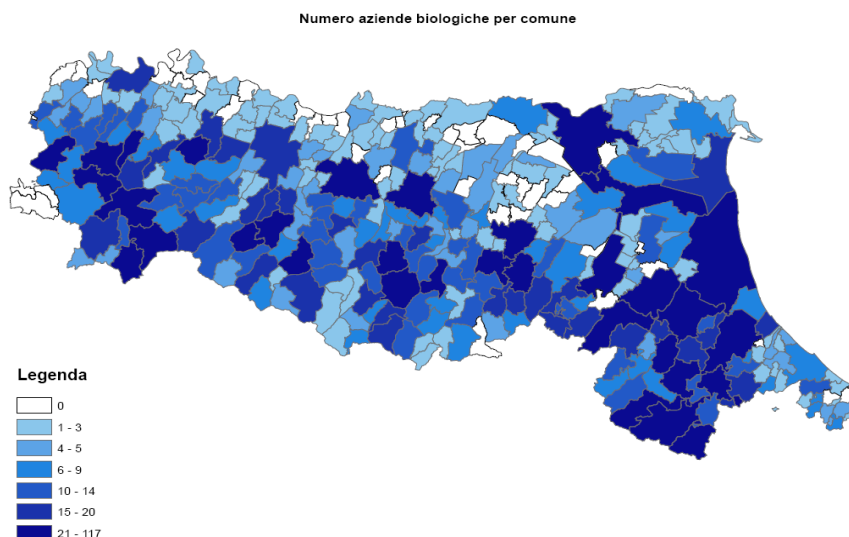 Numero aziende biologiche per comune
Legenda
0
1 - 3
4 - 5
6 - 9
10 - 14
15 - 20
21 - 117